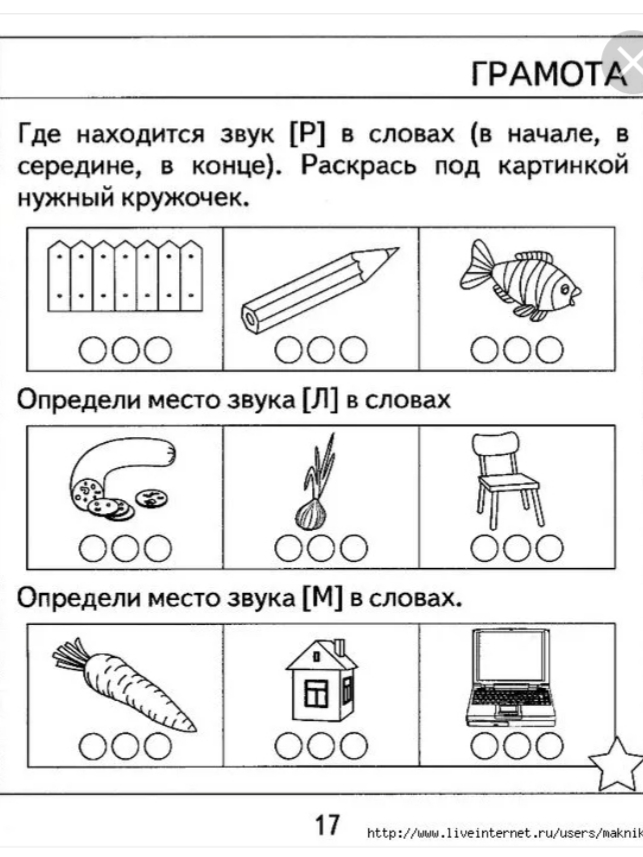 ГРАМОТА
Где находится звук [Р] в словах (в начале, в
середине, в конце). Раскрась под картинкой
нужный кружочек.
Определи место звука [Л] в словах
Определи место звука [М] в словах.
17
http://www.liveinternet.ru/users/maknik